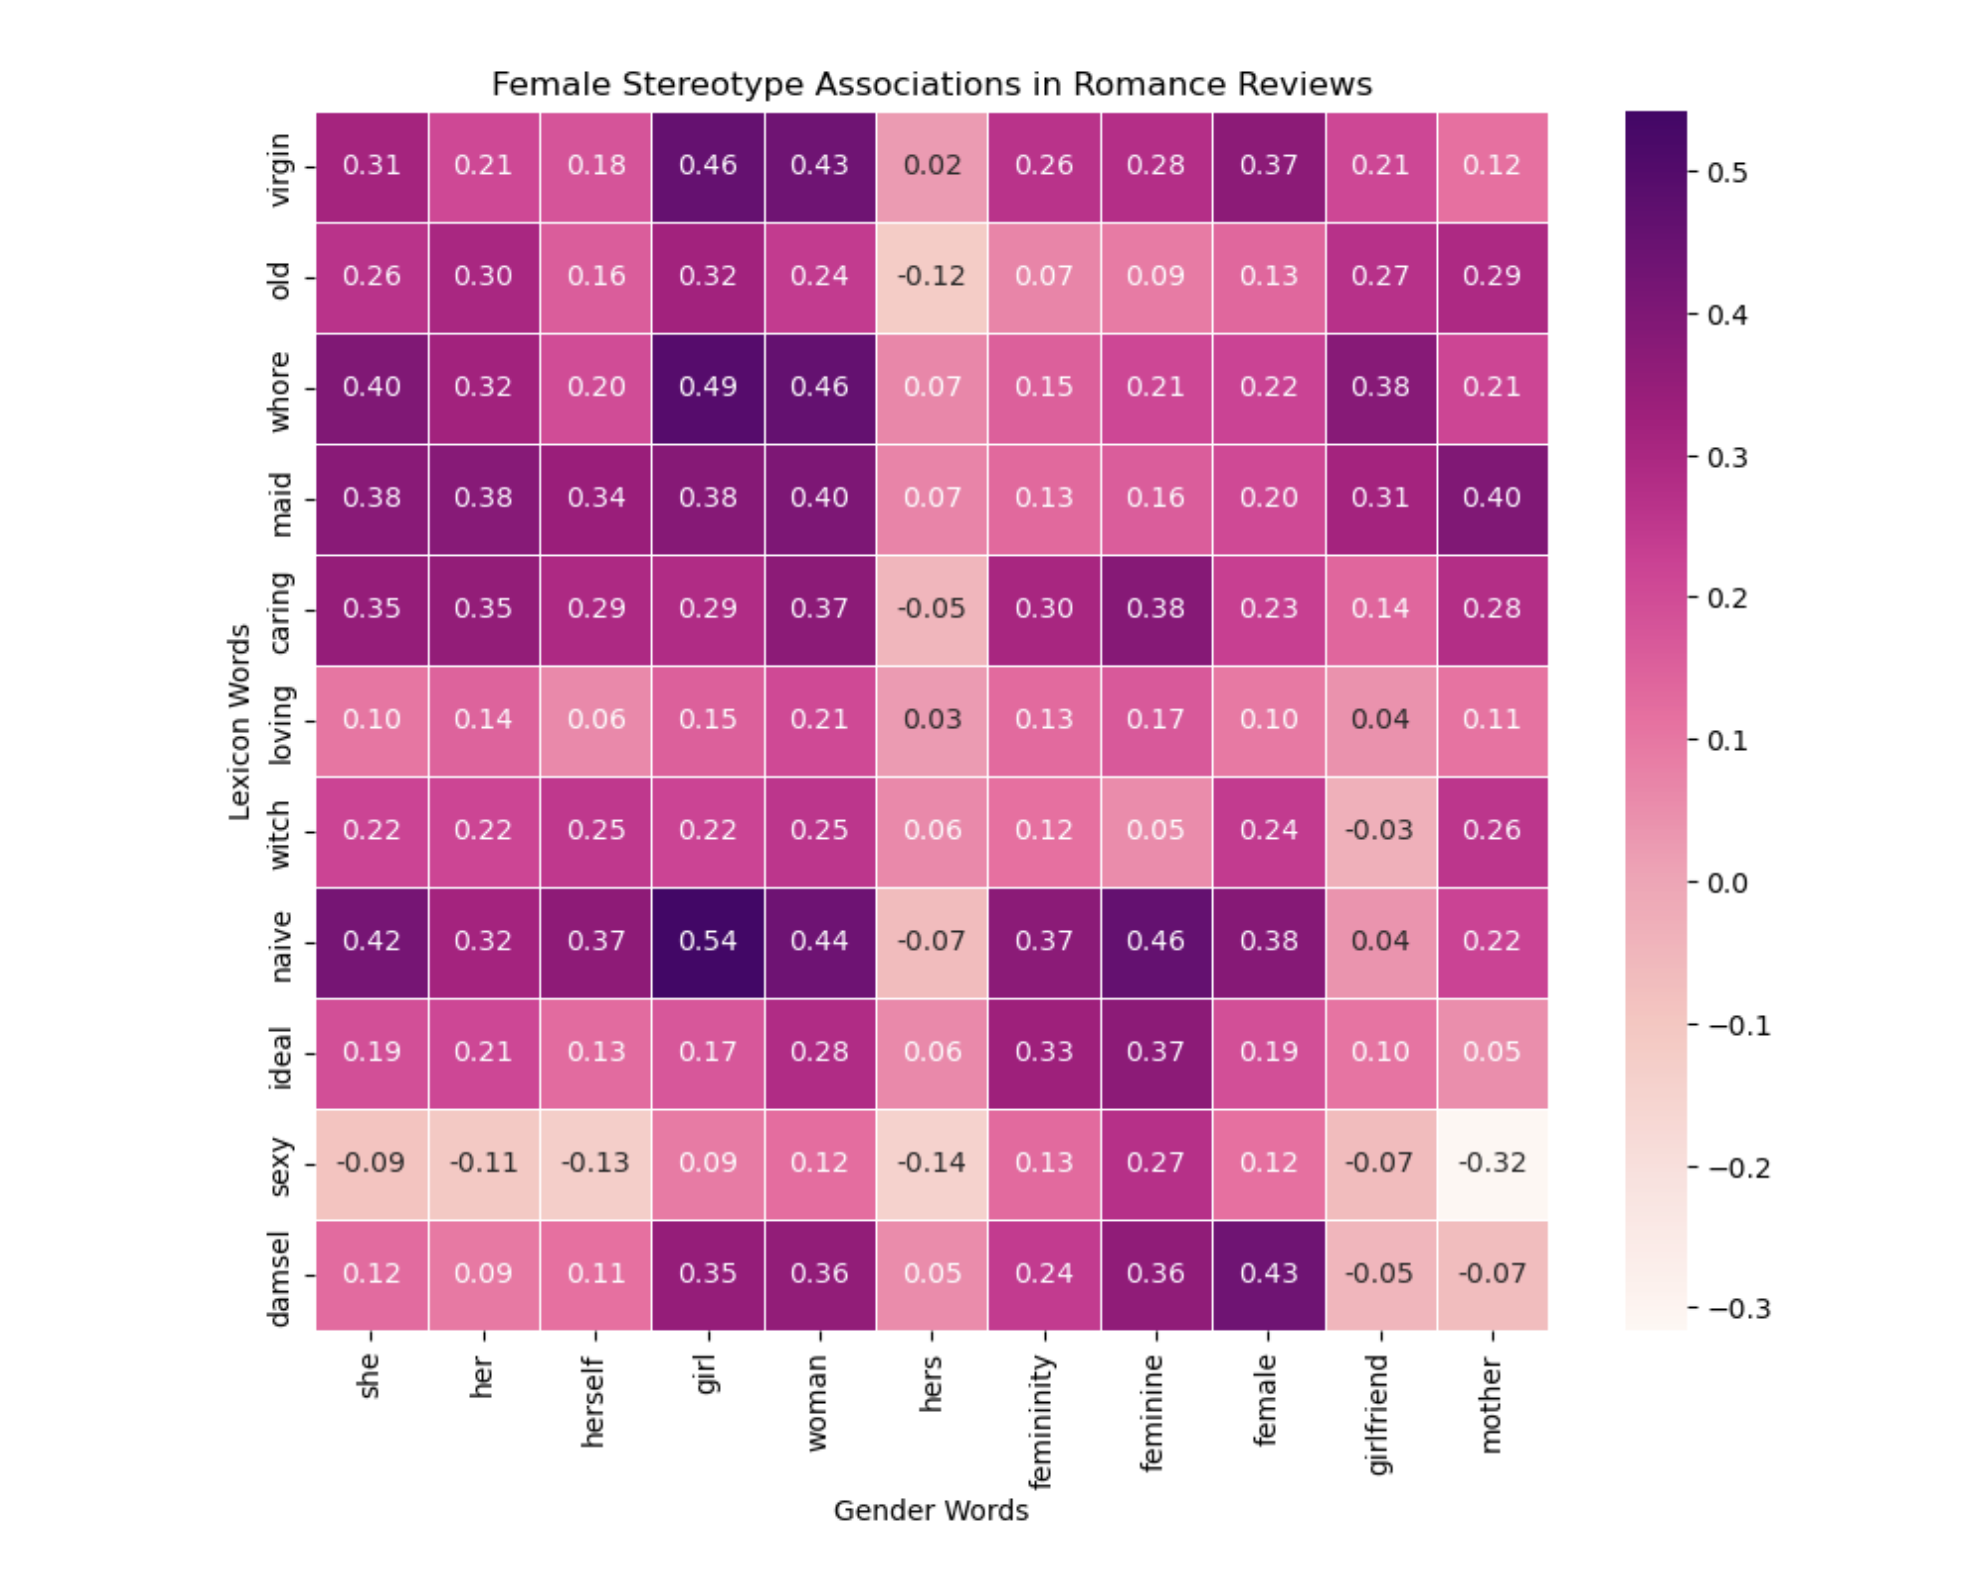 Female Stereotype Associations in Romance Reviews
virgin 0.31 0.21 0.18 0.46 0.43 0.02 0.26 0.28 0.37 0.21 0.12
old 0.26 0.30 0.16 0.32 0.24 -0.12 0.07 0.09 0.13 0.27 0.29
whore 0.40 0.32 0.20 0.49 0.46 0.07 0.15 0.21 0.22 0.38 0.21
maid 0.38 0.38 0.34 0.38 0.40 0.07 0.13 0.16 0.20 0.31 0.40
caring 0.35 0.35 0.29 0.29 0.37 -0.05 0.30 0.38 0.23 0.14 0.28
loving 0.10 0.14 0.06 0.15 0.21 0.03 0.13 0.17 0.10 0.04 0.11
witch 0.22 0.22 0.25 0.22 0.25 0.06 0.12 0.05 0.24 -0.03 0.26
naive 0.42 0.32 0.37 0.54 0.44 -0.07 0.37 0.46 0.38 0.04 0.22
ideal 0.19 0.21 0.13 0.17 0.28 0.06 0.33 0.37 0.19 0.10 0.05
sexy -0.09 -0.11 -0.13 0.09 0.12 -0.14 0.13 0.27 0.12 -0.07 -0.32
damsel 0.12 0.09 0.11 0.35 0.36 0.05 0.24 0.36 0.43 -0.05 -0.07
she her herself girl woman hers femininity feminine female girlfriend mother
Gender Words
Lexicon Words
0.5
0.4
0.3
0.2
0.1
0.0
−0.1
−0.2
−0.3